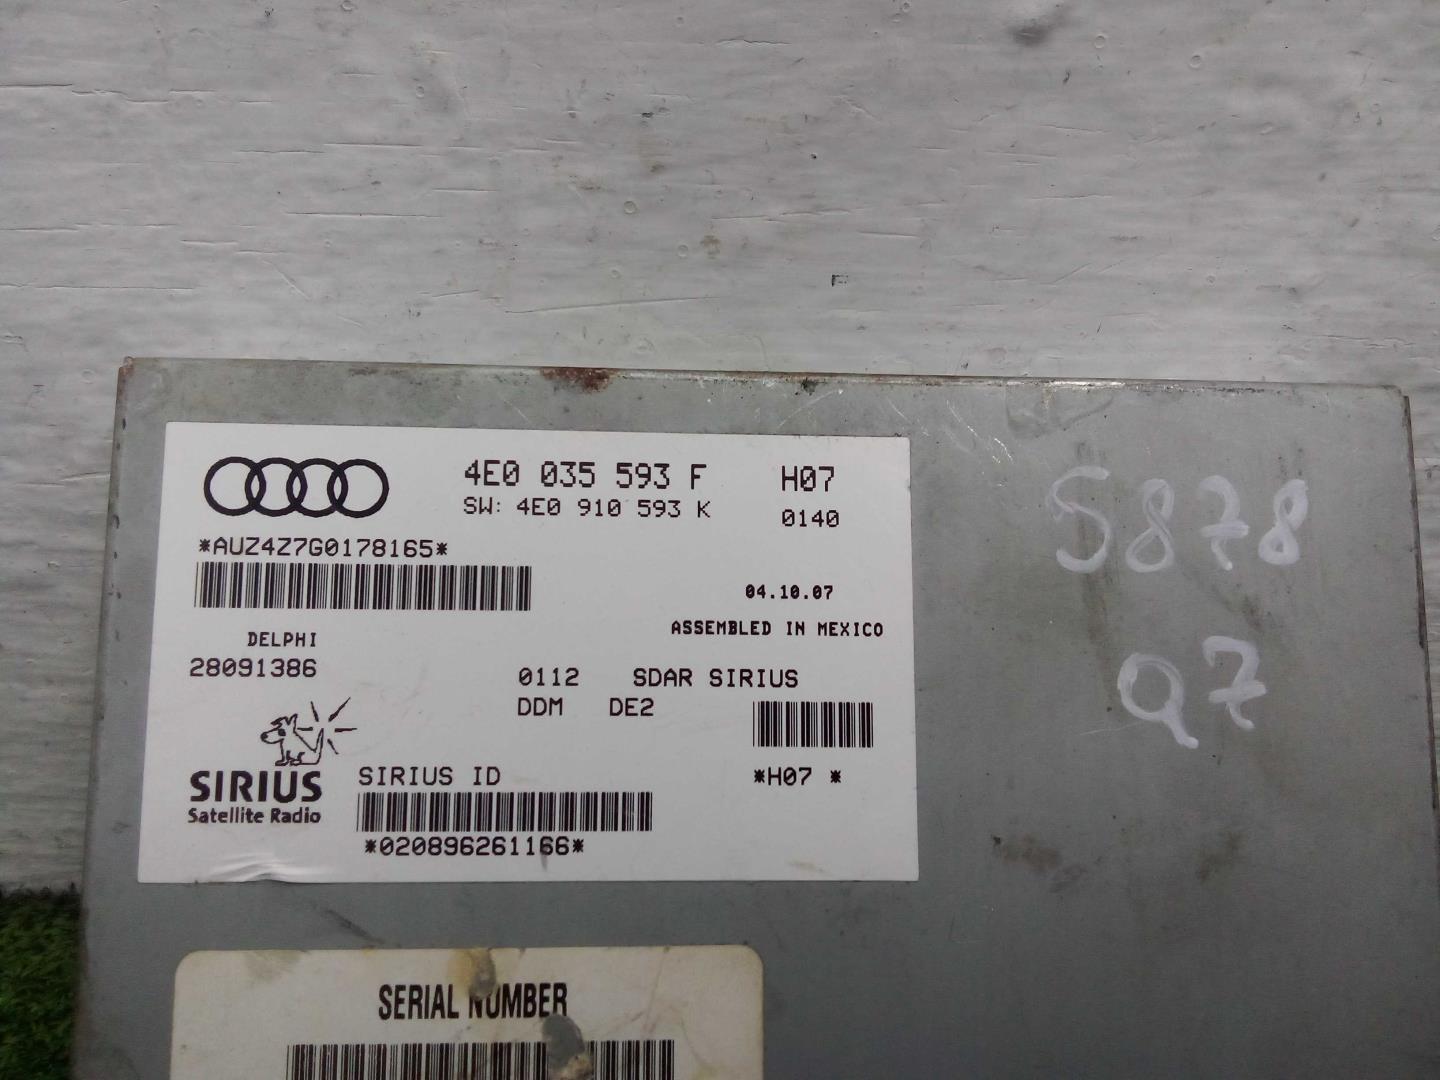 4E0 035 593 F H07
SW: 4E0 910 593 K 0140
*AUZ4Z7G0178165*
04.10.07
ASSEMBLED IN MEXICO
DELPHI
28091386
0112 SDAR SIRIUS
DDM DE2
SIRIUS
Satellite Radio
SIRIUS ID
*H07 *
*020896261166*
5878
Q7
SERIAL NUMBER